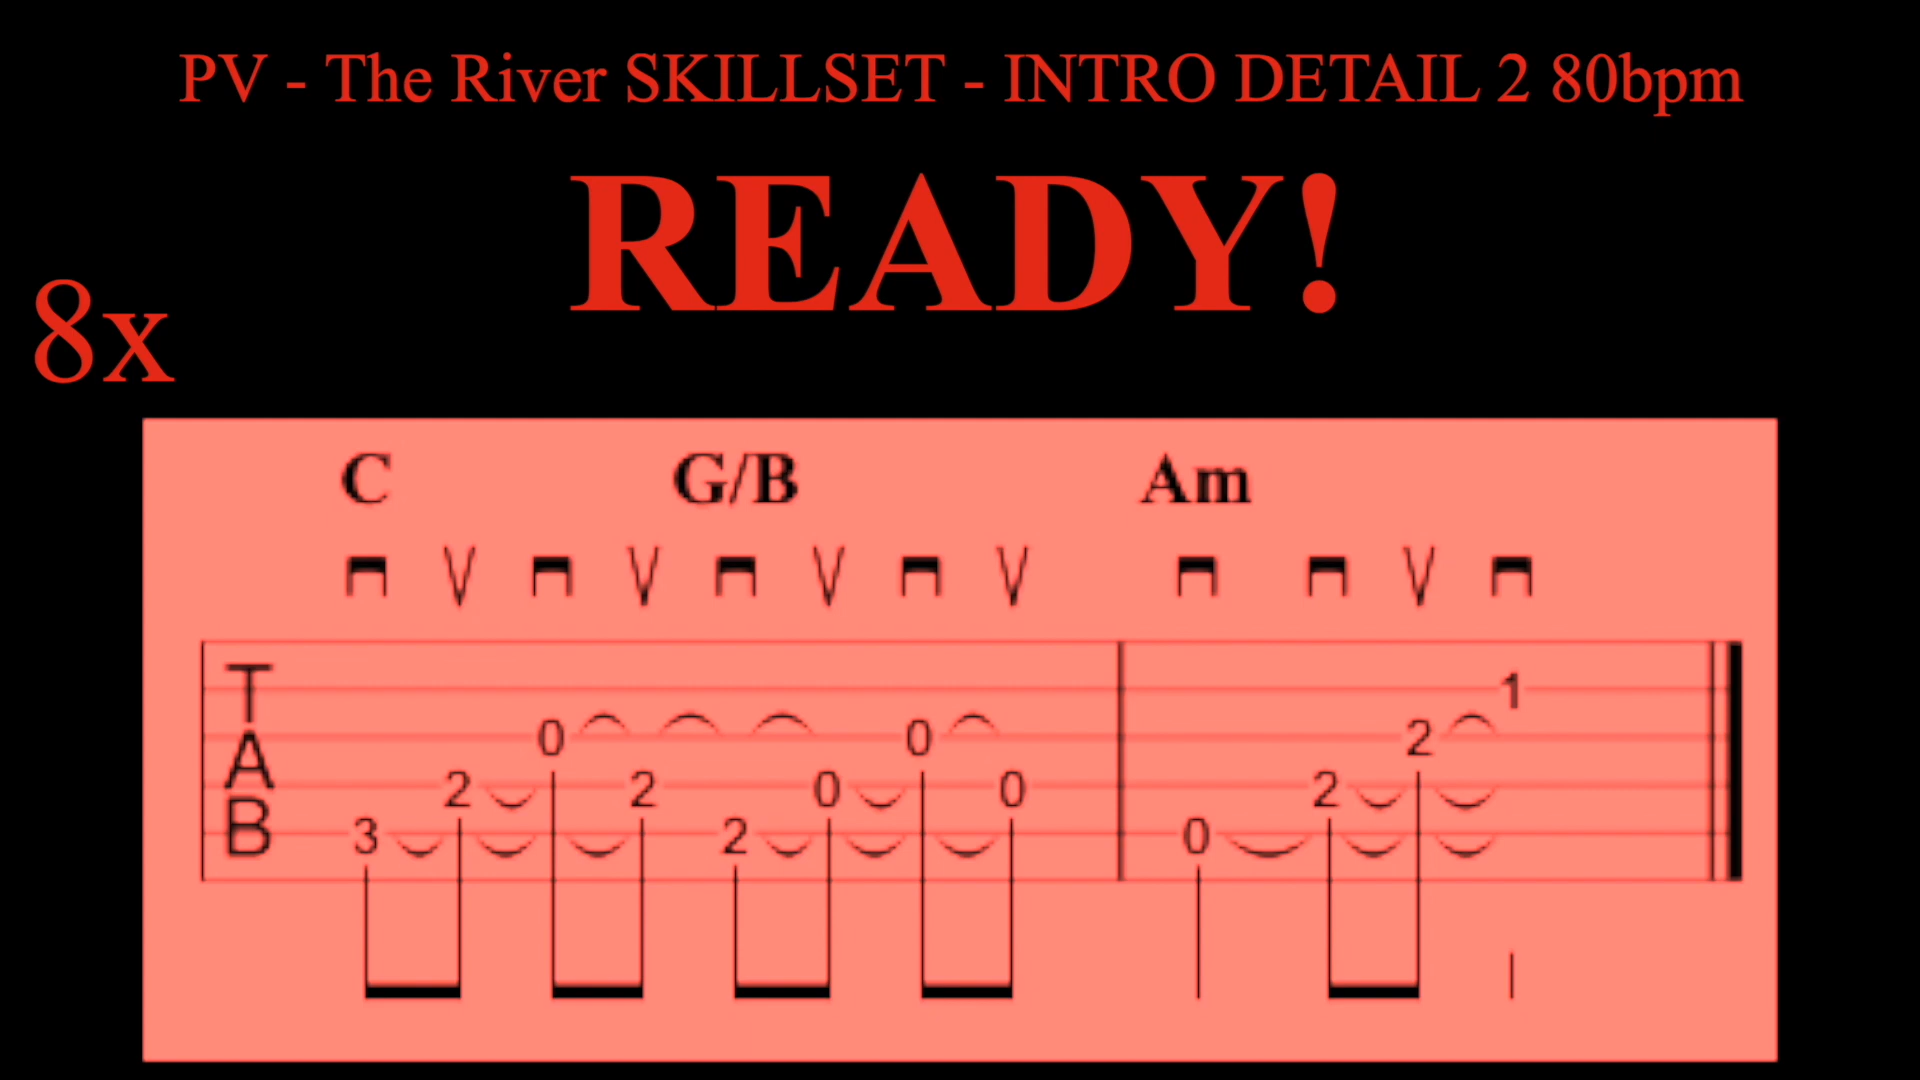 PV - The River SKILLSET - INTRO DETAIL 2 80bpm
READY!
8x
C G/B Am
T 1
A 0 0 2
2 2 0 0 2
B 3 2 0